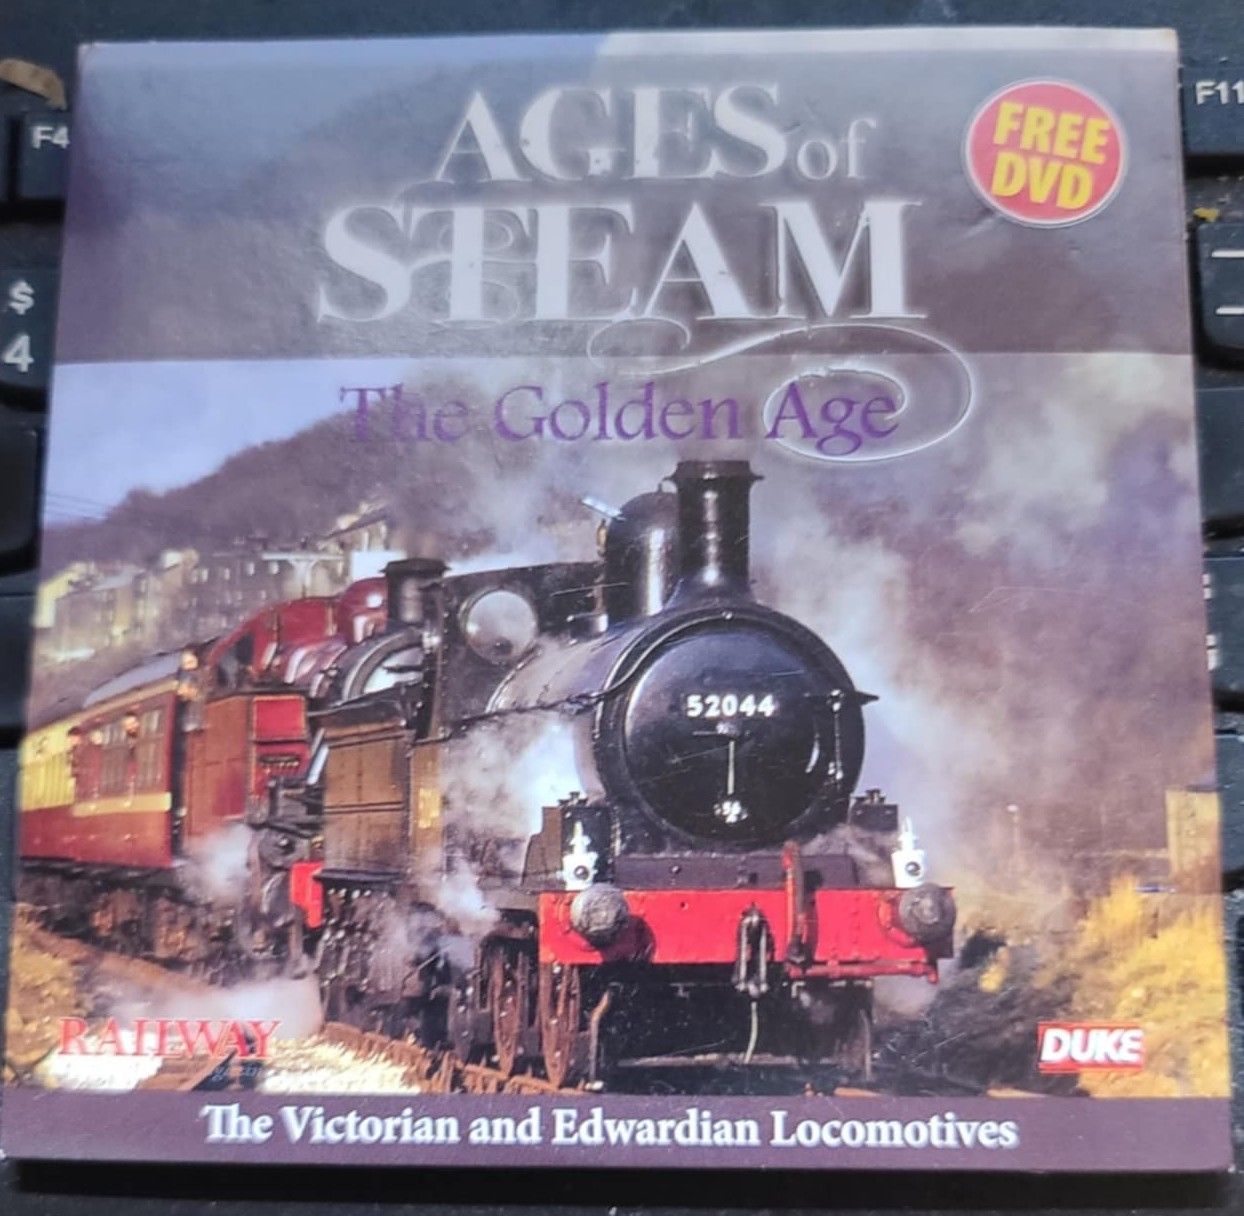 AGES of
STEAM
FREE
DVD
The Golden Age
52044
RAILWAY
DUKE
The Victorian and Edwardian Locomotives
F4
$
4
F11